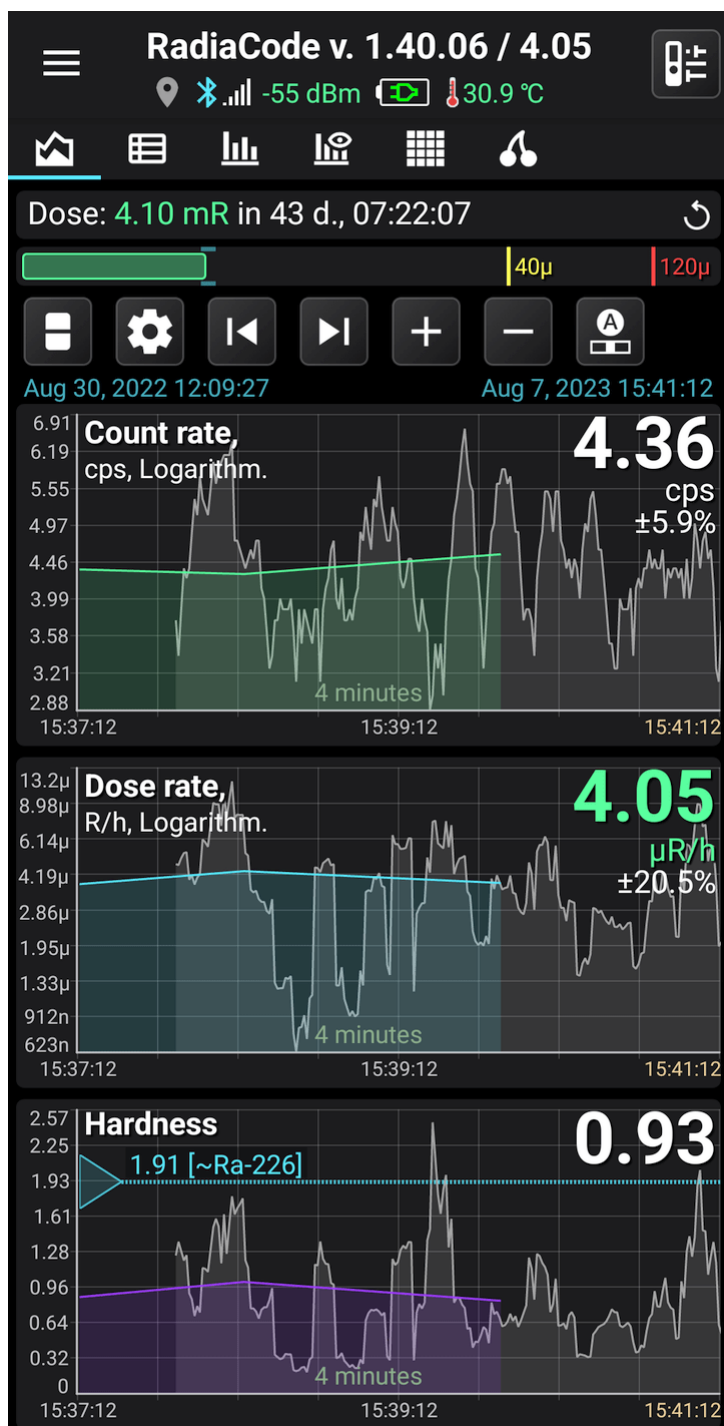 RadiaCode v. 1.40.06 / 4.05
-55 dBm 30.9 ℃
Dose: 4.10 mR in 43 d., 07:22:07
40µ 120µ
A
Aug 30, 2022 12:09:27 Aug 7, 2023 15:41:12
Count rate,
cps, Logarithm.
4.36
cps
±5.9%
6.91
6.19
5.55
4.97
4.46
3.99
3.58
3.21
2.88
4 minutes
15:37:12 15:39:12 15:41:12
Dose rate,
R/h, Logarithm.
4.05
µR/h
±20.5%
13.2µ
8.98µ
6.14µ
4.19µ
2.86µ
1.95µ
1.33µ
912n
623n
4 minutes
15:37:12 15:39:12 15:41:12
Hardness
0.93
1.91 [~Ra-226]
2.57
2.25
1.93
1.61
1.28
0.96
0.64
0.32
0
4 minutes
15:37:12 15:39:12 15:41:12